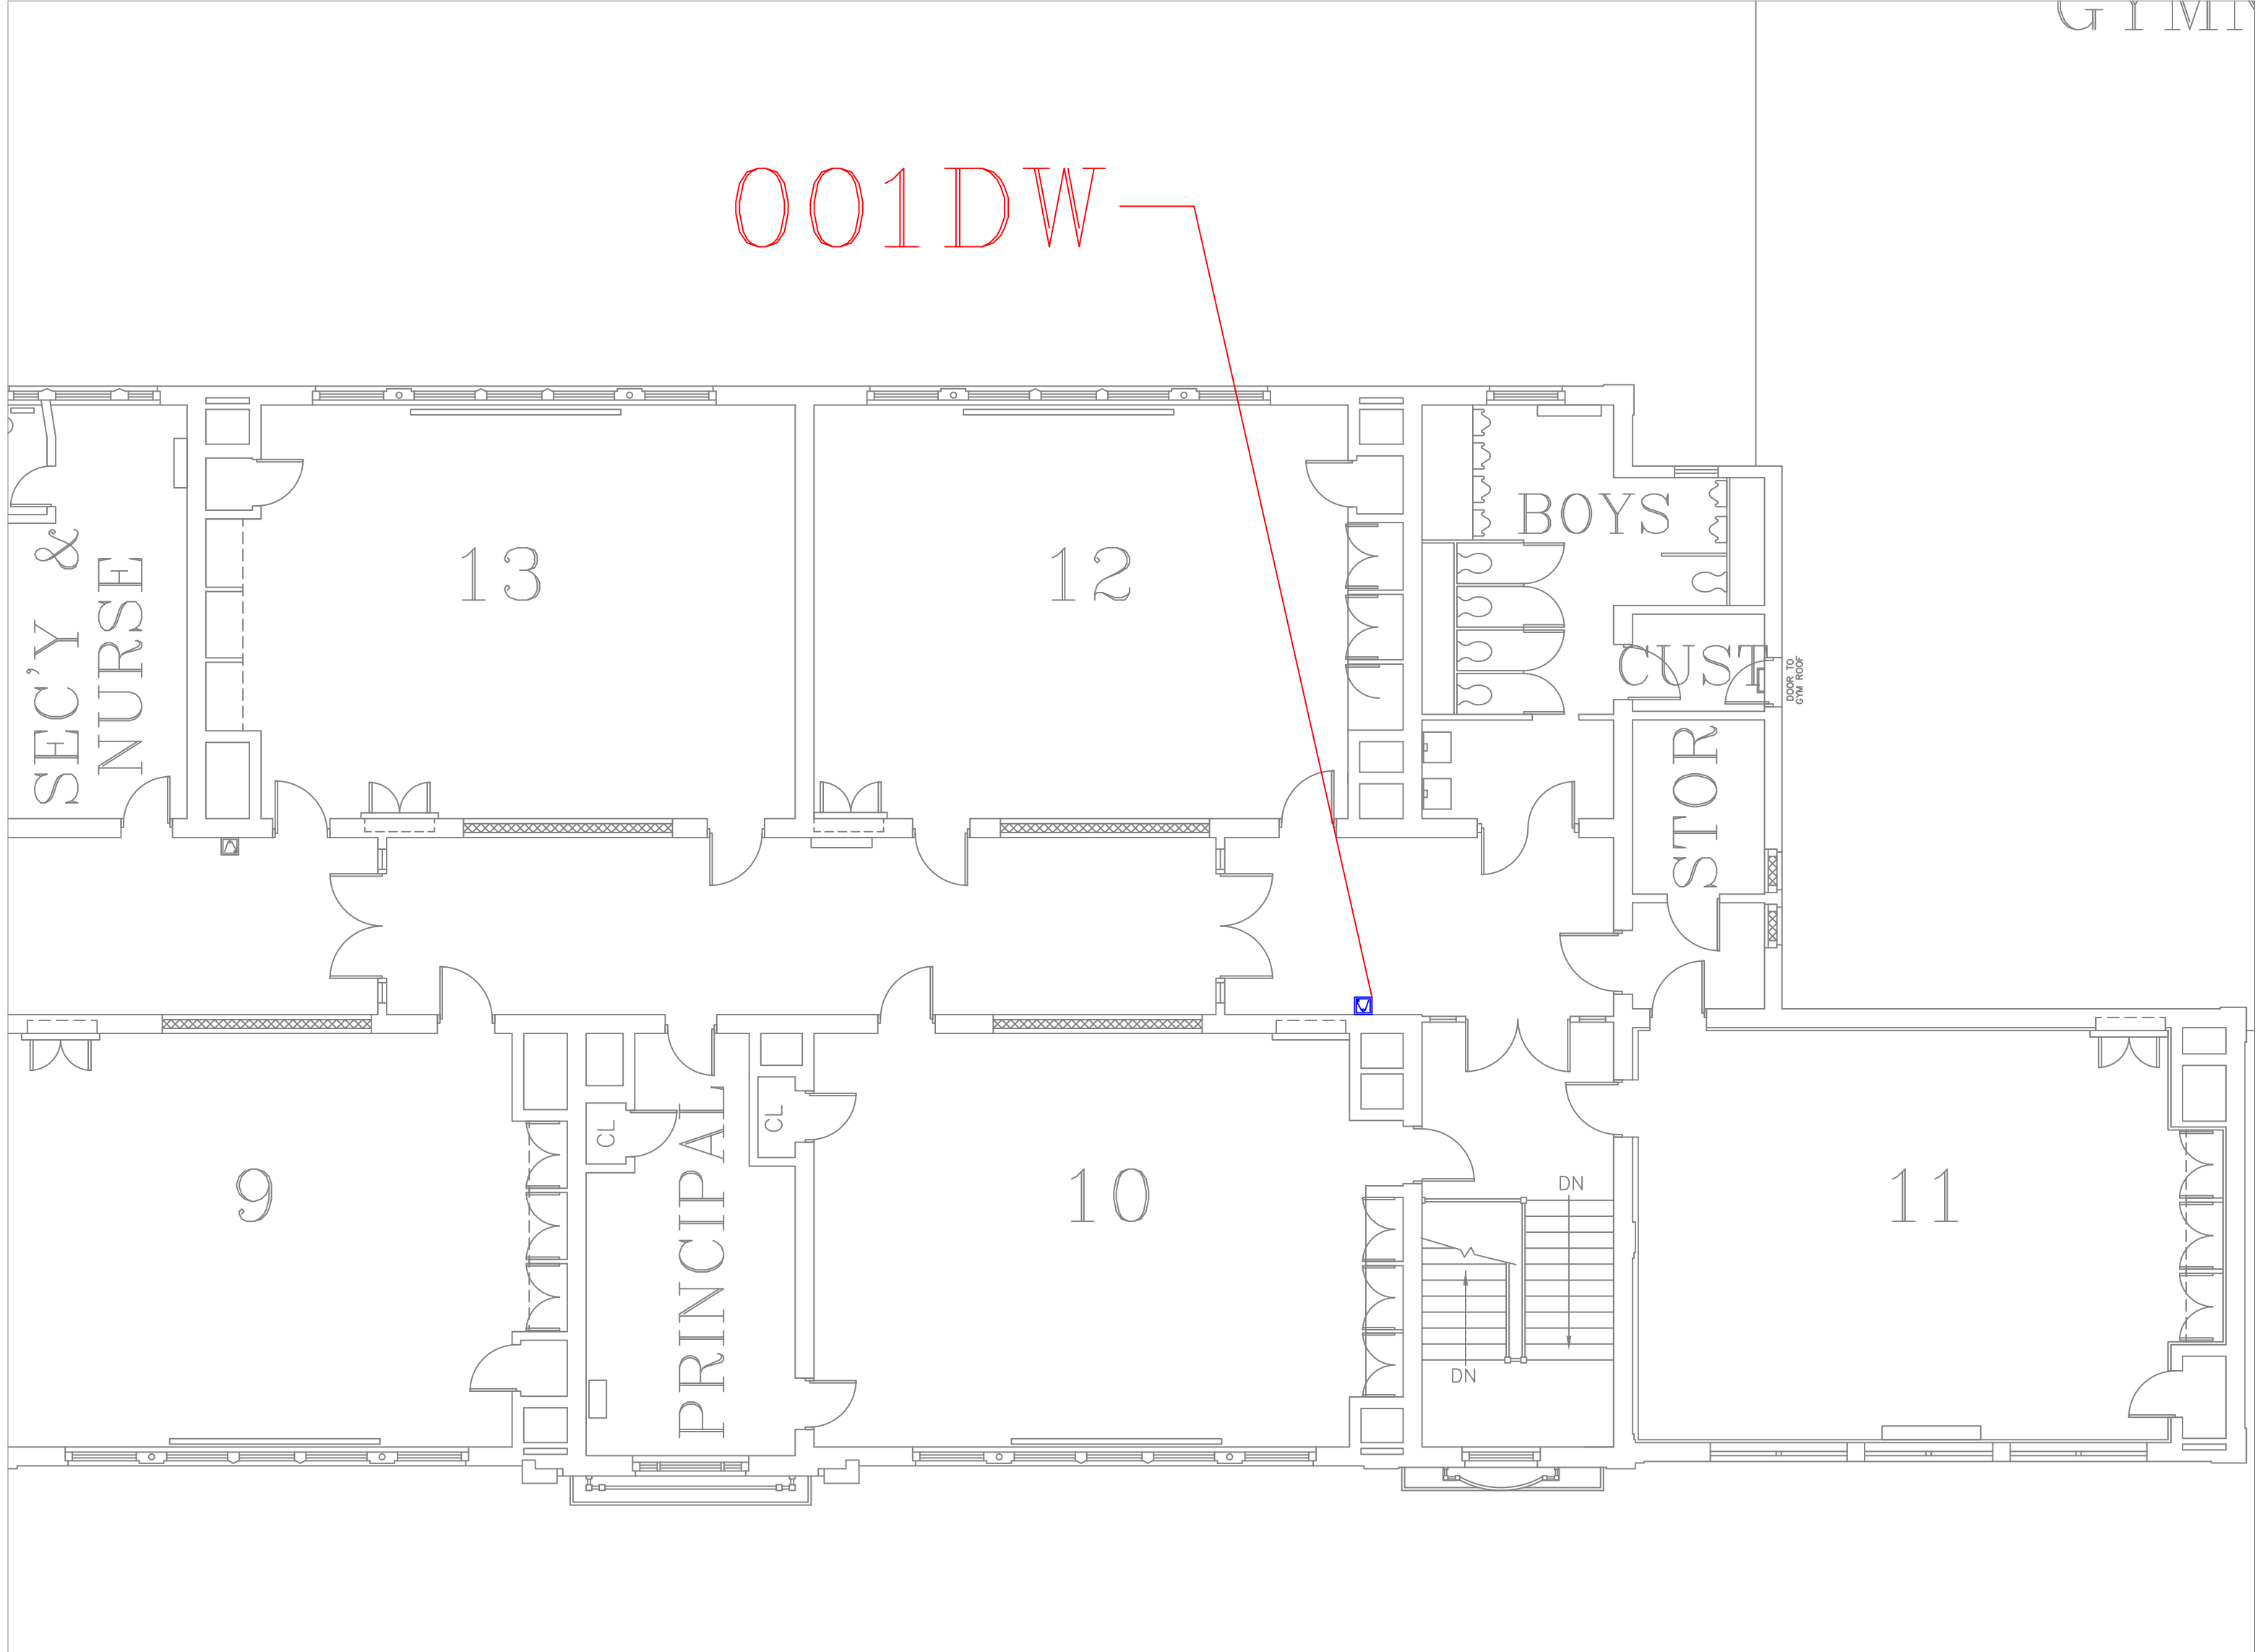 001DW
13
12
BOYS
SEC'Y &
NURSE
CUST
DOOR TO
GYM ROOF
STOR
CL
CL
9
PRINCIPAL
10
DN
DN
11